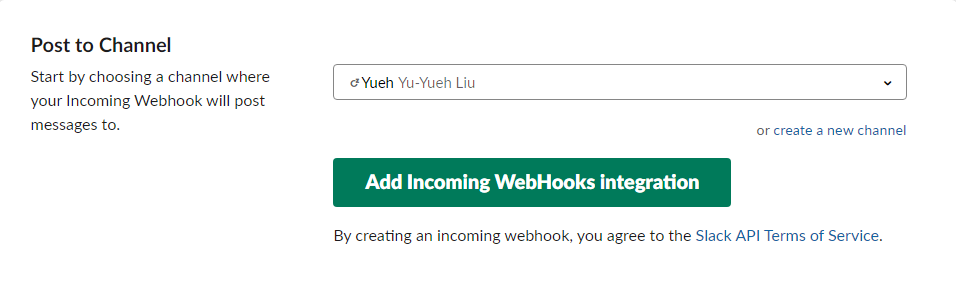 Post to Channel
Start by choosing a channel where
your Incoming Webhook will post
messages to.
Yueh Yu-Yueh Liu
or create a new channel
Add Incoming WebHooks integration
By creating an incoming webhook, you agree to the Slack API Terms of Service.